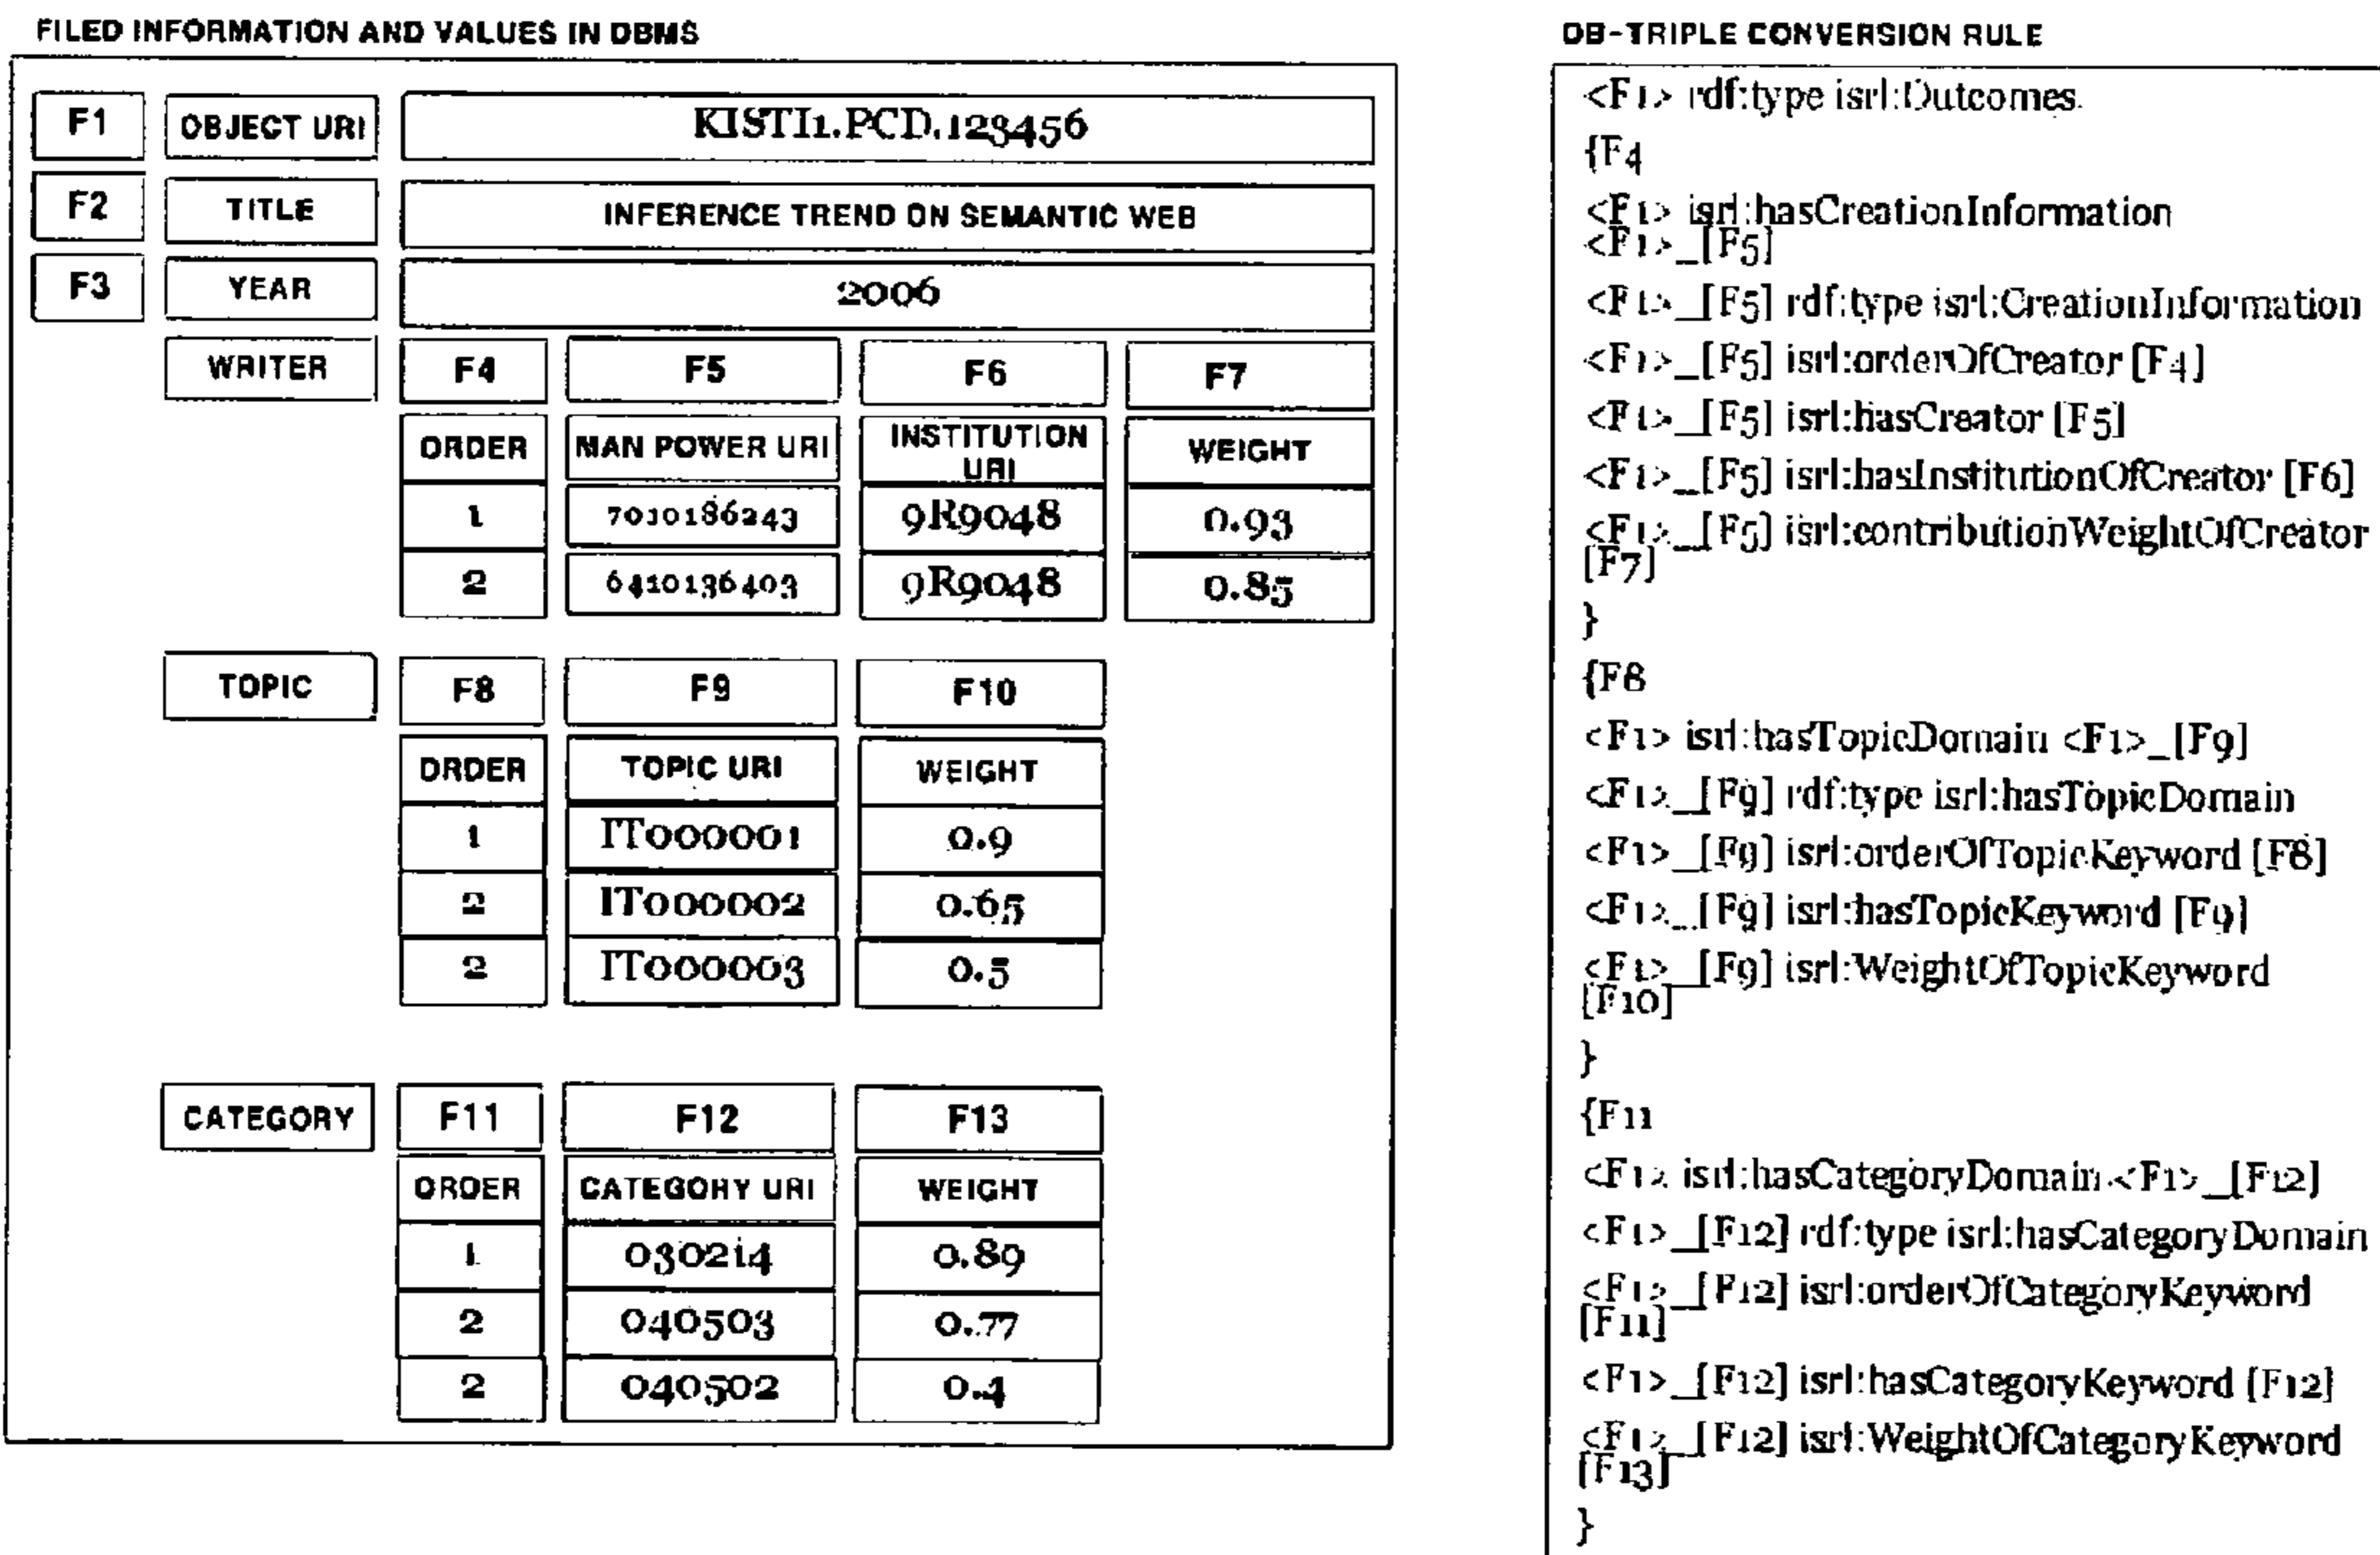 FILED INFORMATION AND VALUES IN DBMS
F1 OBJECT URI KISTI1.PCD.123456
F2 TITLE INFERENCE TREND ON SEMANTIC WEB
F3 YEAR 2006
WRITER F4 F5 F6 F7
ORDER MAN POWER URI INSTITUTION URI WEIGHT
1 7010186243 9R9048 0.93
2 6410136403 9R9048 0.85
TOPIC F8 F9 F10
ORDER TOPIC URI WEIGHT
1 IT000001 0.9
2 IT000002 0.65
2 IT000003 0.5
CATEGORY F11 F12 F13
ORDER CATEGORY URI WEIGHT
1 030214 0.89
2 040503 0.77
2 040502 0.4
DB-TRIPLE CONVERSION RULE
<F1> rdf:type isrl:Outcomes.
{F4
<F1> isrl:hasCreationInformation
<F1>_[F5]
<F1>_[F5] rdf:type isrl:CreationInformation
<F1>_[F5] isrl:orderOfCreator [F4]
<F1>_[F5] isrl:hasCreator [F5]
<F1>_[F5] isrl:hasInstitutionOfCreator [F6]
<F1>_[F5] isrl:contributionWeightOfCreator
[F7]
}
{F8
<F1> isrl:hasTopicDomain <F1>_[F9]
<F1>_[F9] rdf:type isrl:hasTopicDomain
<F1>_[F9] isrl:orderOfTopicKeyword [F8]
<F1>_[F9] isrl:hasTopicKeyword [F9]
<F1>_[F9] isrl:WeightOfTopicKeyword
[F10]
}
{F11
<F1> isrl:hasCategoryDomain <F1>_[F12]
<F1>_[F12] rdf:type isrl:hasCategoryDomain
<F1>_[F12] isrl:orderOfCategoryKeyword
[F11]
<F1>_[F12] isrl:hasCategoryKeyword [F12]
<F1>_[F12] isrl:WeightOfCategoryKeyword
[F13]
}